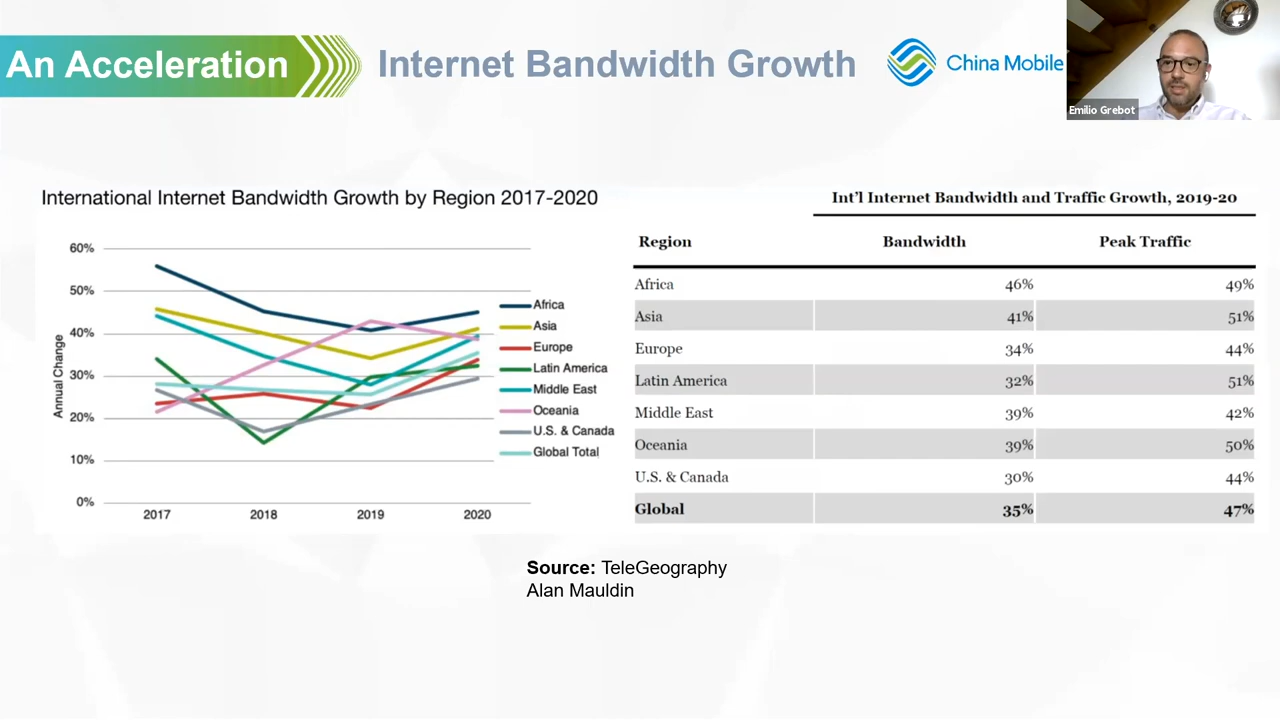 An Acceleration
Internet Bandwidth Growth
China Mobile
Emilio Grebot
International Internet Bandwidth Growth by Region 2017-2020
Annual Change
60%
50%
40%
30%
20%
10%
0%
2017 2018 2019 2020
Africa
Asia
Europe
Latin America
Middle East
Oceania
U.S. & Canada
Global Total
Int'l Internet Bandwidth and Traffic Growth, 2019-20
Region Bandwidth Peak Traffic
Africa 46% 49%
Asia 41% 51%
Europe 34% 44%
Latin America 32% 51%
Middle East 39% 42%
Oceania 39% 50%
U.S. & Canada 30% 44%
Global 35% 47%
Source: TeleGeography
Alan Mauldin